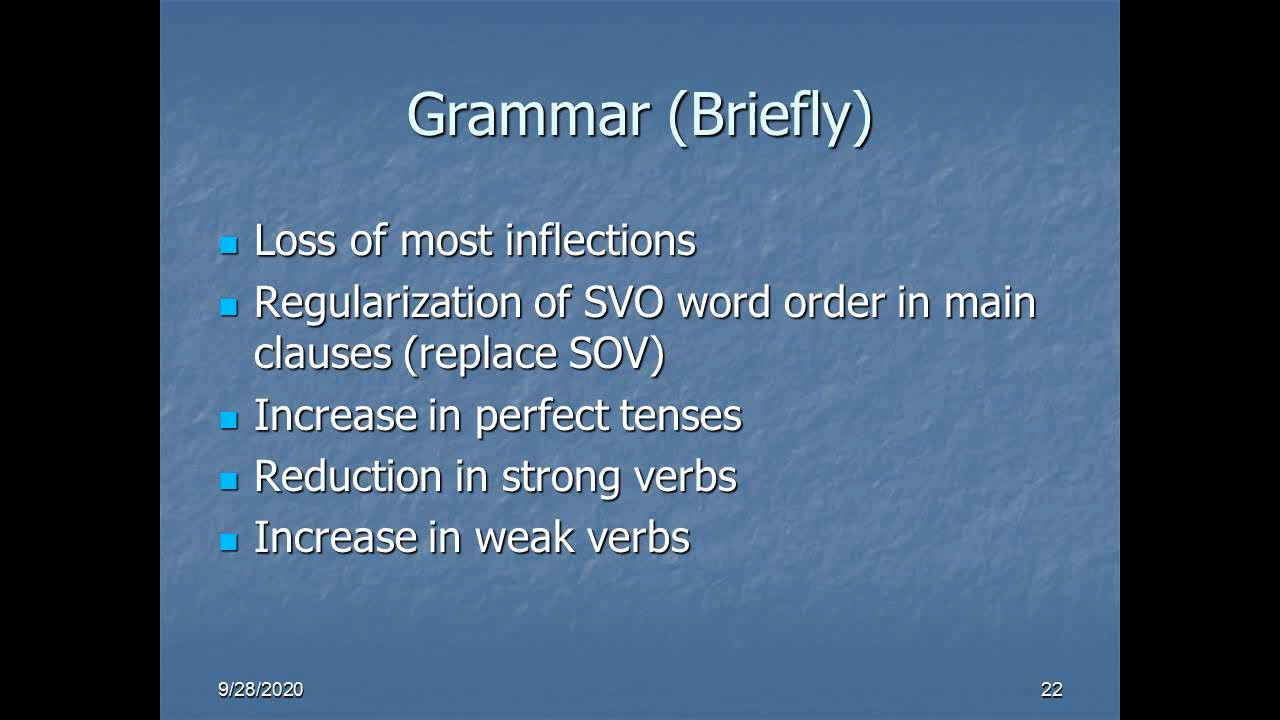 Grammar (Briefly)
Loss of most inflections
Regularization of SVO word order in main
clauses (replace SOV)
Increase in perfect tenses
Reduction in strong verbs
Increase in weak verbs
9/28/2020
22